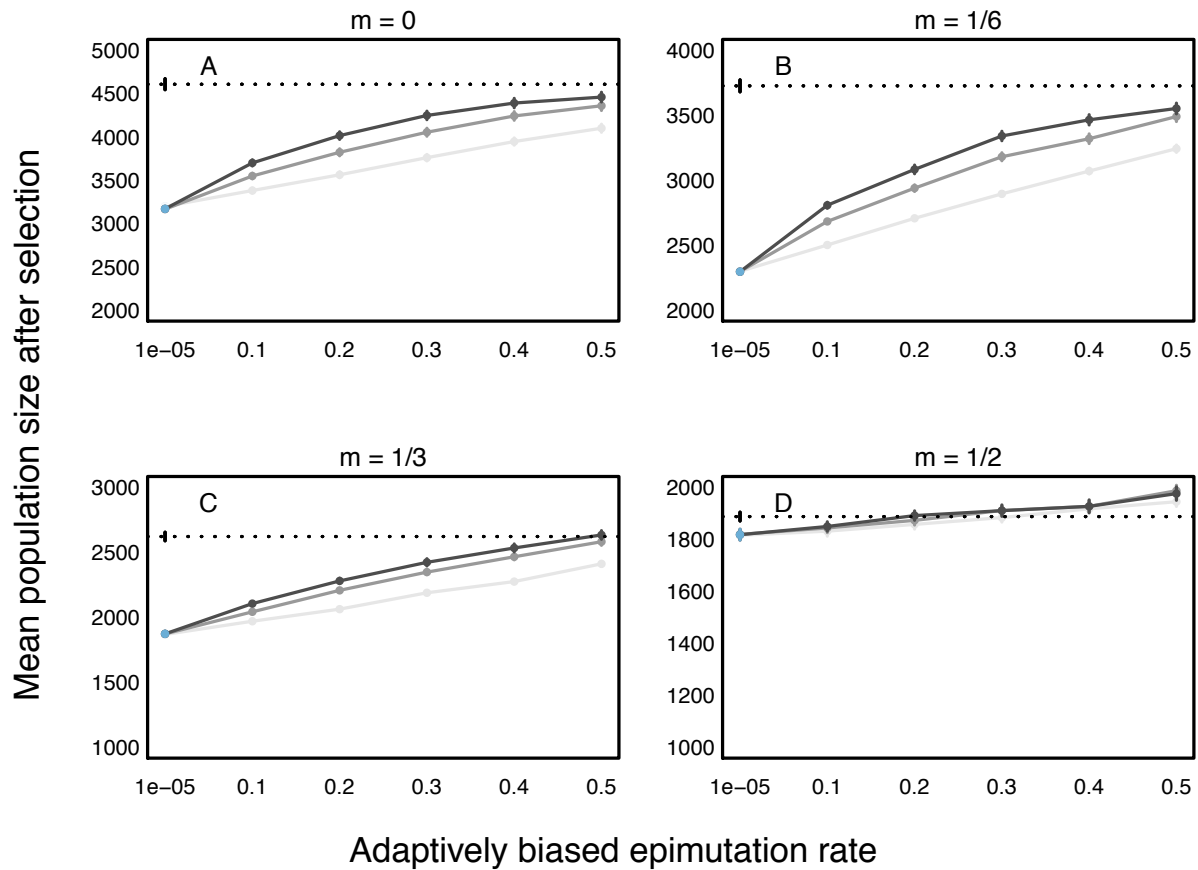 m = 0
m = 1/6
5000
4500
4000
3500
3000
2500
2000
A
1e−05 0.1 0.2 0.3 0.4 0.5
4000
3500
3000
2500
2000
B
1e−05 0.1 0.2 0.3 0.4 0.5
Mean population size after selection
m = 1/3
m = 1/2
3000
2500
2000
1500
1000
C
1e−05 0.1 0.2 0.3 0.4 0.5
2000
1800
1600
1400
1200
1000
D
1e−05 0.1 0.2 0.3 0.4 0.5
Adaptively biased epimutation rate